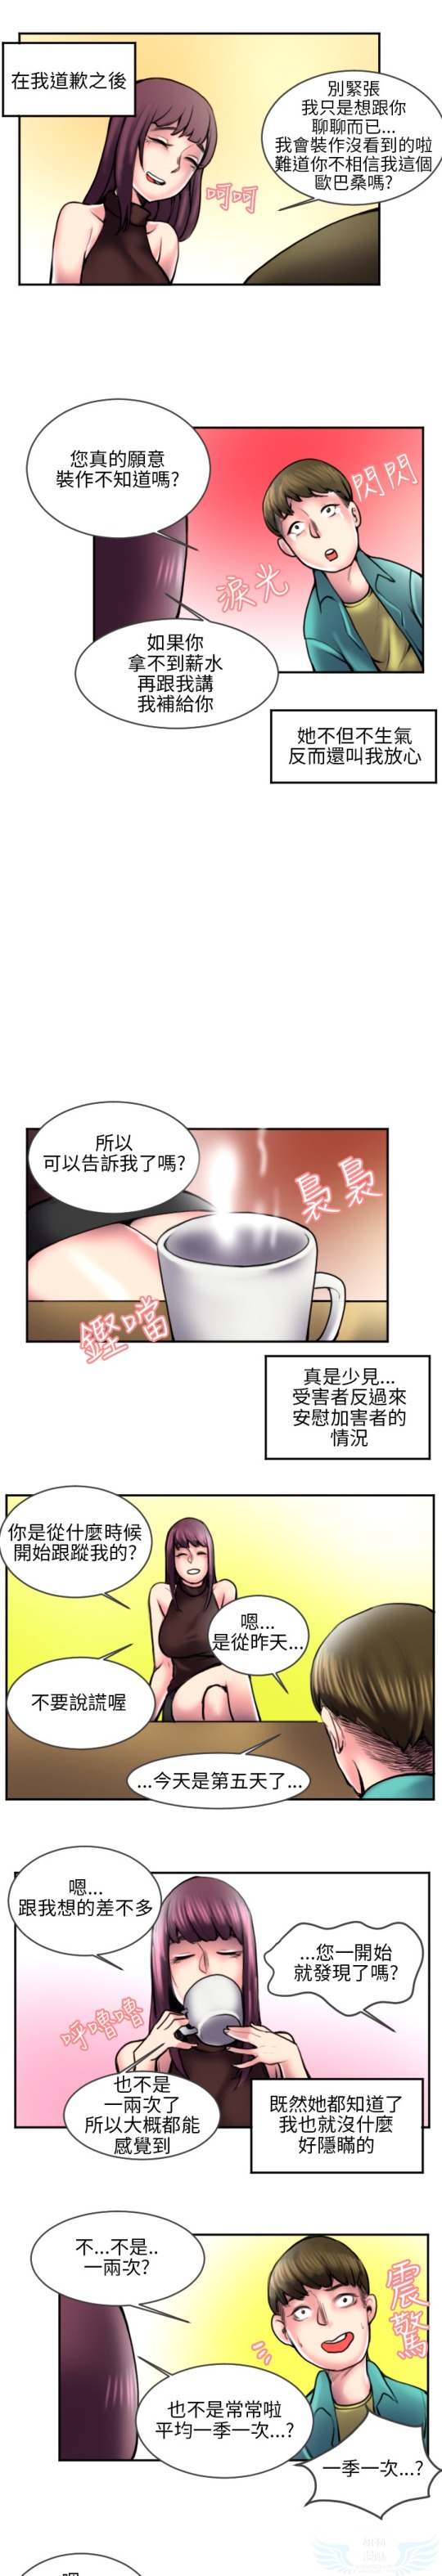 在我道歉之後
別緊張
我只是想跟你
聊聊而已...
我會裝作沒看到的啦
難道你不相信我這個
歐巴桑嗎?
呵呵
您真的願意
裝作不知道嗎?
閃閃
淚光
如果你
拿不到薪水
再跟我講
我補給你
她不但不生氣
反而還叫我放心
所以
可以告訴我了嗎?
裊裊
鏗噹
真是少見...
受害者反過來
安慰加害者的
情況
你是從什麼時候
開始跟蹤我的?
嗯...
是從昨天...
不要說謊喔
...今天是第五天了...
嗯...
跟我想的差不多
...您一開始
就發現了嗎?
呼嚕嚕
也不是
一兩次了
所以大概都能
感覺到
既然她都知道了
我也就沒什麼
好隱瞞的
不...不是..
一兩次?
震驚
也不是常常啦
平均一季一次...?
一季一次...?